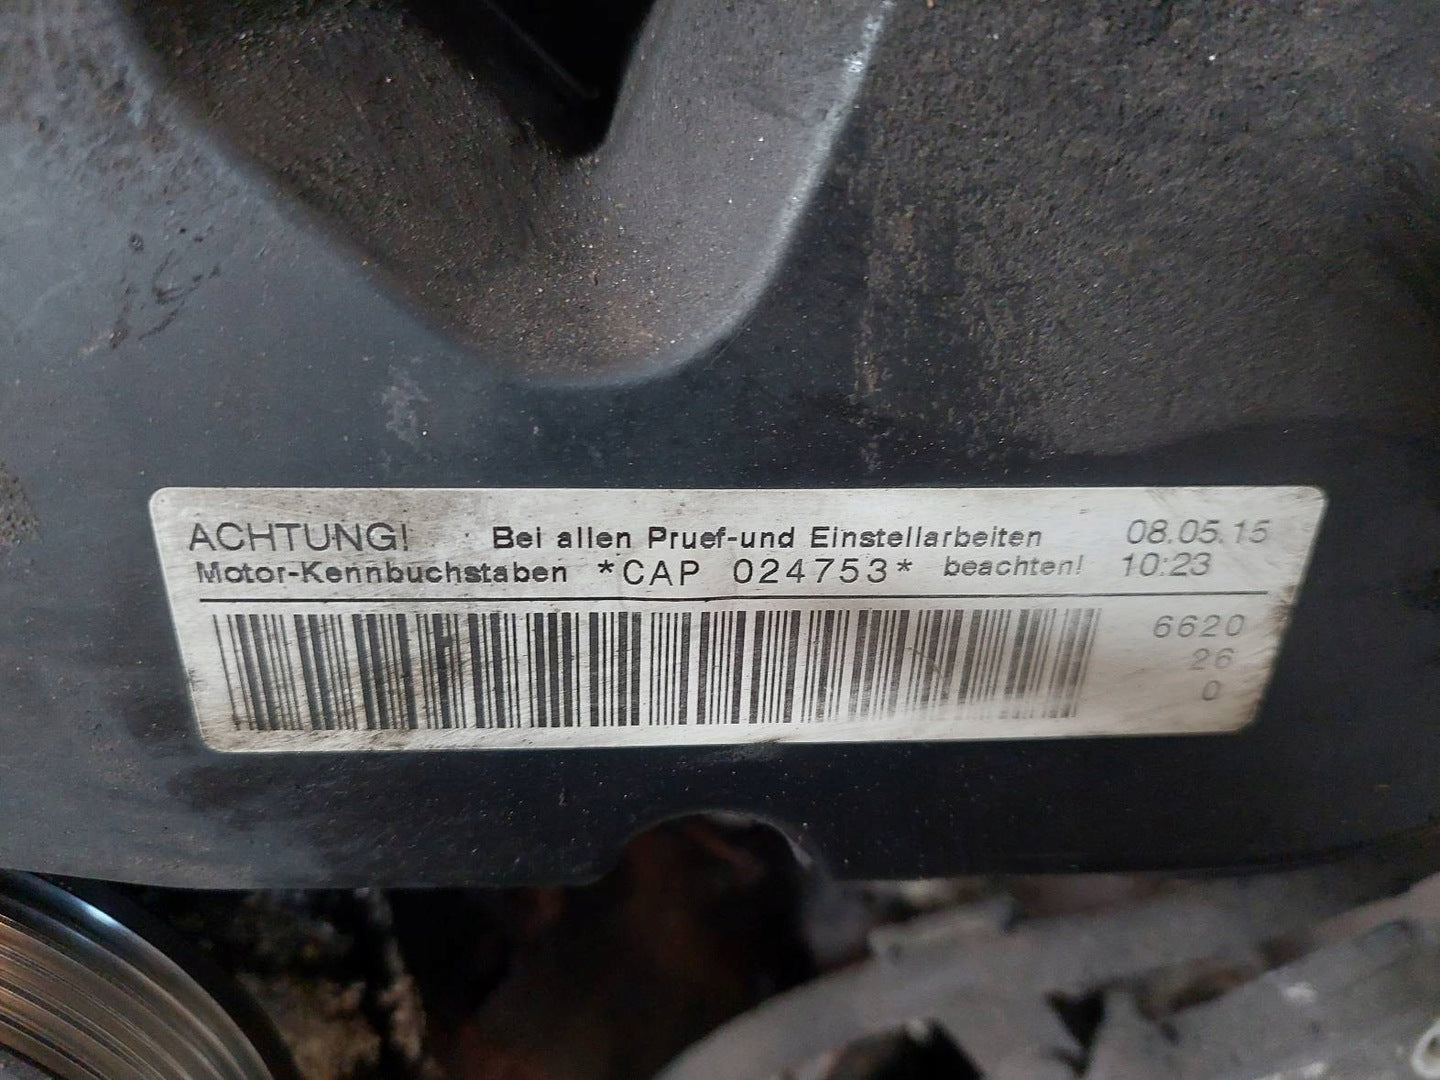 ACHTUNG! Bei allen Pruef-und Einstellarbeiten 08.05.15
Motor-Kennbuchstaben *CAP 024753* beachten! 10:23
6620
26
0